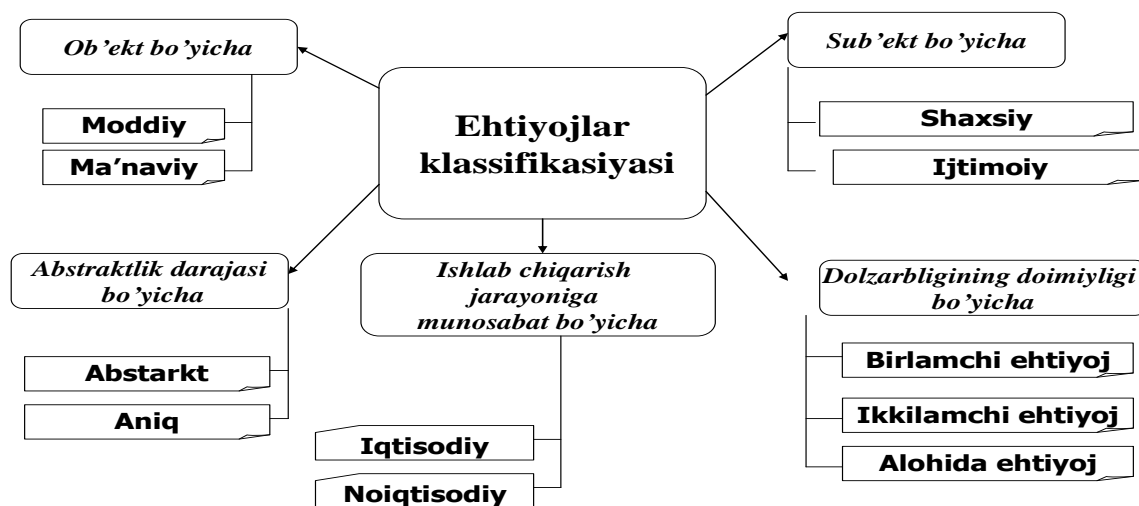 Ob'ekt bo'yicha
Moddiy
Ma'naviy
Ehtiyojlar
klassifikasiyasi
Sub'ekt bo'yicha
Shaxsiy
Ijtimoiy
Abstraktlik darajasi
bo'yicha
Abstarkt
Aniq
Ishlab chiqarish
jarayoniga
munosabat bo'yicha
Iqtisodiy
Noiqtisodiy
Dolzarbligining doimiyligi
bo'yicha
Birlamchi ehtiyoj
Ikkilamchi ehtiyoj
Alohida ehtiyoj